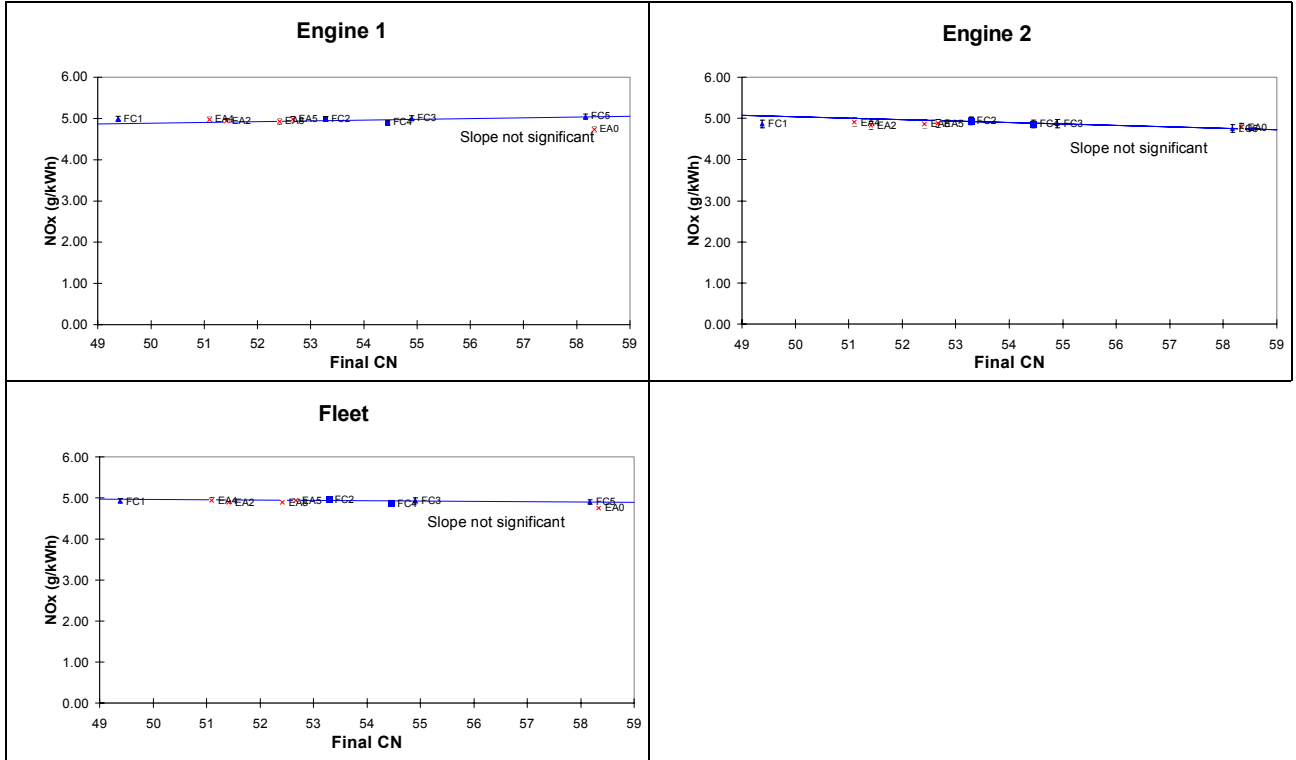 Engine 1
6.00
5.00
4.00
3.00
2.00
1.00
0.00
NOx (g/kWh)
FC1
EA4
EA2
EA5
FC2
FC4
FC3
FC5
EA0
Slope not significant
49 50 51 52 53 54 55 56 57 58 59
Final CN
Engine 2
6.00
5.00
4.00
3.00
2.00
1.00
0.00
NOx (g/kWh)
FC1
EA4
EA2
EA5
FC2
FC3
EA0
Slope not significant
49 50 51 52 53 54 55 56 57 58 59
Final CN
Fleet
6.00
5.00
4.00
3.00
2.00
1.00
0.00
NOx (g/kWh)
FC1
EA4
EA2
EA5
FC2
FC4
FC3
FC5
EA0
Slope not significant
49 50 51 52 53 54 55 56 57 58 59
Final CN